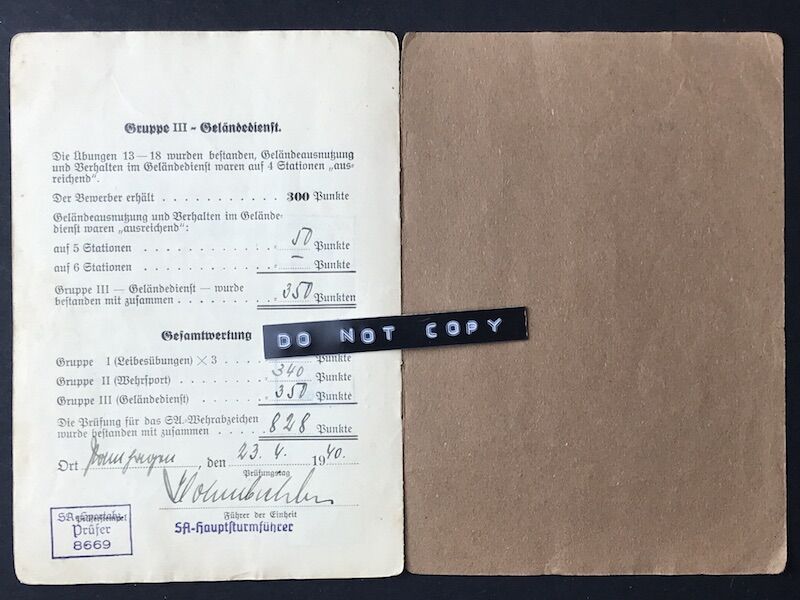 Gruppe III - Geländedienst.
Die Übungen 13—18 wurden bestanden, Geländeausnutzung
und Verhalten im Geländedienst waren auf 4 Stationen „aus-
reichend“.
Der Bewerber erhält . . . . . . . . . . . . 300 Punkte
Geländeausnutzung und Verhalten im Gelände-
dienst waren „ausreichend“:
auf 5 Stationen . . . . . . . . . . . . 50 Punkte
auf 6 Stationen . . . . . . . . . . . . – Punkte
Gruppe III — Geländedienst — wurde
bestanden mit zusammen . . . . . . . 350 Punkten
Gesamtwertung
DO NOT COPY
Gruppe I (Leibesübungen) × 3 . . . . Punkte
Gruppe II (Wehrsport) . . . . . . . . 340 Punkte
Gruppe III (Geländedienst) . . . . . . 350 Punkte
Die Prüfung für das SA.-Wehrabzeichen
wurde bestanden mit zusammen . . . . . 828 Punkte
Ort , den 23. 4. 1940.
Prüfungstag
Führer der Einheit
SA-Hauptsturmführer
Prüfer
8669